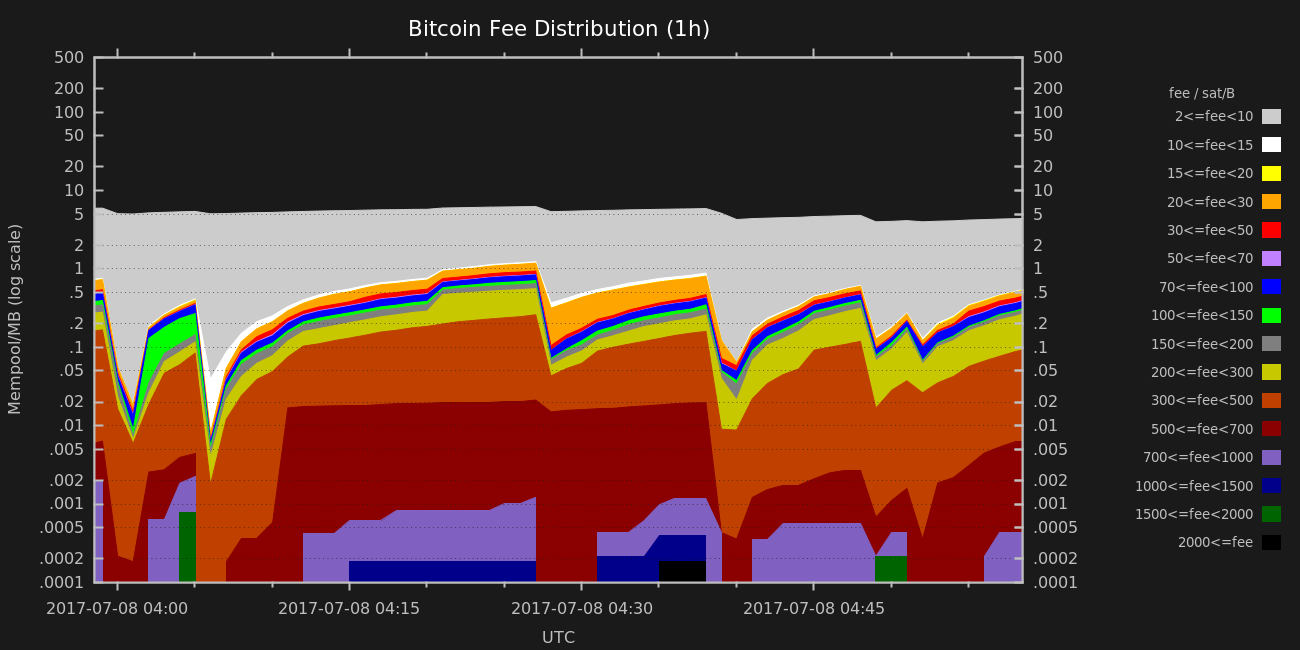 Bitcoin Fee Distribution (1h)
500
200
100
50
20
10
5
2
1
.5
.2
.1
.05
.02
.01
.005
.002
.001
.0005
.0002
.0001
Mempool/MB (log scale)
500
200
100
50
20
10
5
2
1
.5
.2
.1
.05
.02
.01
.005
.002
.001
.0005
.0002
.0001
2017-07-08 04:00
2017-07-08 04:15
2017-07-08 04:30
2017-07-08 04:45
UTC
fee / sat/B
2<=fee<10
10<=fee<15
15<=fee<20
20<=fee<30
30<=fee<50
50<=fee<70
70<=fee<100
100<=fee<150
150<=fee<200
200<=fee<300
300<=fee<500
500<=fee<700
700<=fee<1000
1000<=fee<1500
1500<=fee<2000
2000<=fee